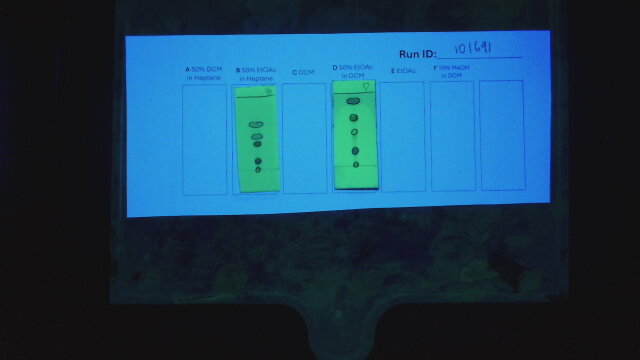 Run ID: 101691
A 50% DCM
in Heptane
B 50% EtOAc
in Heptane
C DCM
D 50% EtOAc
in DCM
E EtOAc
F 10% MeOH
in DCM
B
D